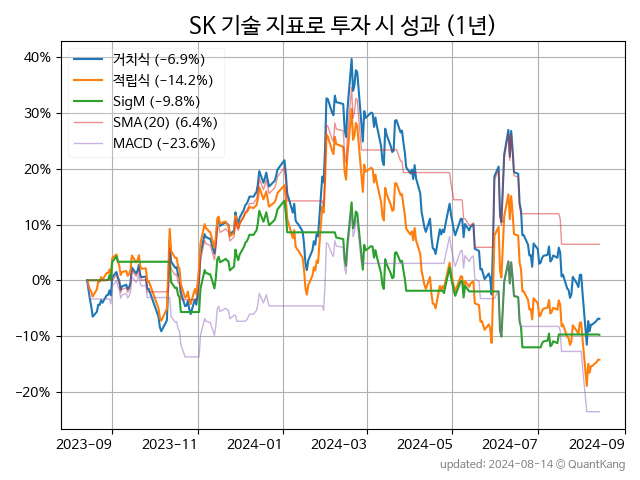 SK 기술 지표로 투자 시 성과 (1년)
거치식 (−6.9%)
적립식 (−14.2%)
SigM (−9.8%)
SMA(20) (6.4%)
MACD (−23.6%)
40%
30%
20%
10%
0%
−10%
−20%
2023−09 2023−11 2024−01 2024−03 2024−05 2024−07 2024−09
updated: 2024−08−14 @ QuantKang